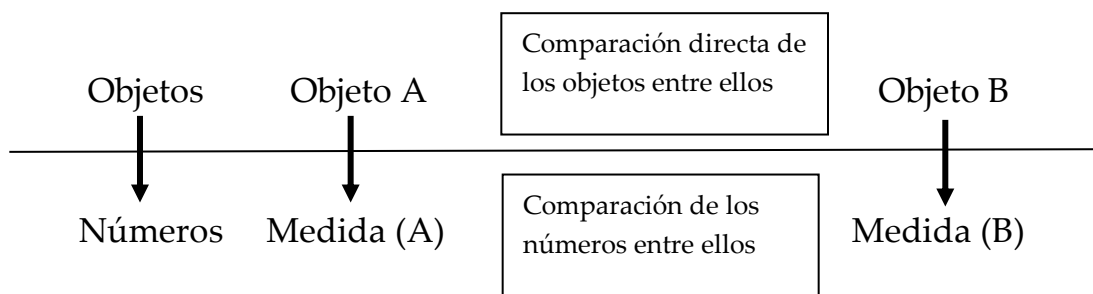 Comparación directa de
los objetos entre ellos
Objetos
Objeto A
Objeto B
Números
Medida (A)
Comparación de los
números entre ellos
Medida (B)